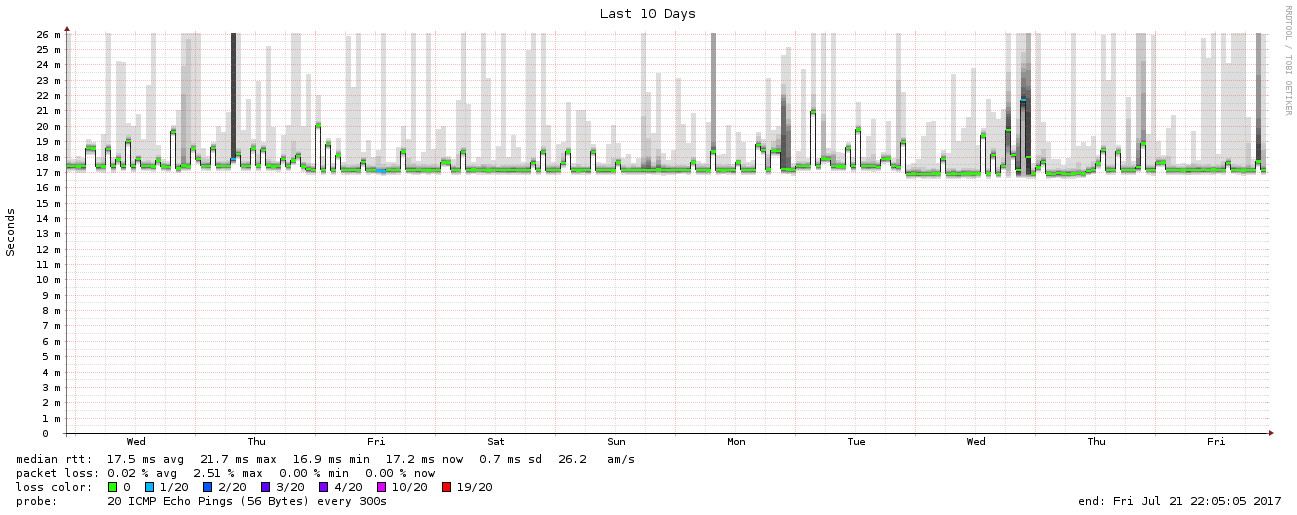 Last 10 Days
RRDTOOL / TOBI OETIKER
Seconds
26 m
25 m
24 m
23 m
22 m
21 m
20 m
19 m
18 m
17 m
16 m
15 m
14 m
13 m
12 m
11 m
10 m
9 m
8 m
7 m
6 m
5 m
4 m
3 m
2 m
1 m
0
Wed Thu Fri Sat Sun Mon Tue Wed Thu Fri
median rtt: 17.5 ms avg 21.7 ms max 16.9 ms min 17.2 ms now 0.7 ms sd 26.2 am/s
packet loss: 0.02 % avg 2.51 % max 0.00 % min 0.00 % now
loss color: 0 1/20 2/20 3/20 4/20 10/20 19/20
probe: 20 ICMP Echo Pings (56 Bytes) every 300s end: Fri Jul 21 22:05:05 2017